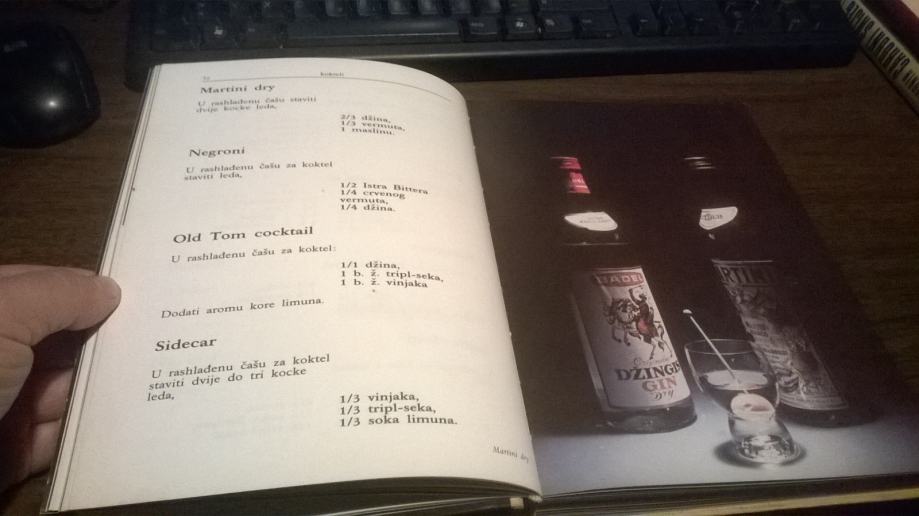 kokteli
Martini dry
U rashlađenu čašu staviti
dvije kocke leda,
2/3 džina,
1/3 vermuta,
1 maslinu.
Negroni
U rashlađenu čašu za koktel
staviti leda,
1/2 Istra Bittera
1/4 crvenog
vermuta,
1/4 džina.
Old Tom cocktail
U rashlađenu čašu za koktel:
1/1 džina,
1 b. ž. tripl-seka,
1 b. ž. vinjaka
Dodati aromu kore limuna.
Sidecar
U rashlađenu čašu za koktel
staviti dvije do tri kocke
leda,
1/3 vinjaka,
1/3 tripl-seka,
1/3 soka limuna.
Martini dry
BADEL
DŽINGIS
GIN
Dry